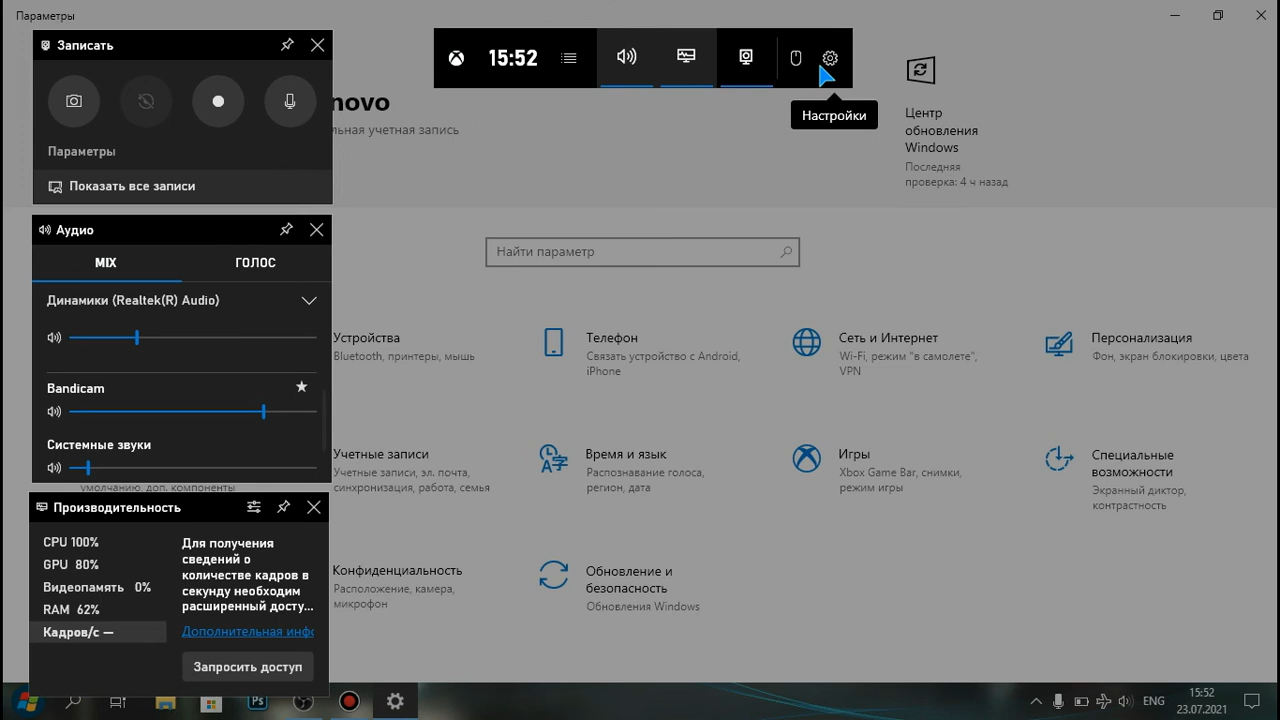 Параметры
Записать
Параметры
Показать все записи
15:52
Настройки
novo
льная учетная запись
Центр
обновления
Windows
Последняя
проверка: 4 ч назад
Найти параметр
Аудио
MIX
ГОЛОС
Динамики (Realtek(R) Audio)
Bandicam
Системные звуки
умолчанию, доп. компоненты
Устройства
Bluetooth, принтеры, мышь
Телефон
Связать устройство с Android,
iPhone
Сеть и Интернет
Wi-Fi, режим "в самолете",
VPN
Персонализация
Фон, экран блокировки, цвета
Учетные записи
Учетные записи, эл. почта,
синхронизация, работа, семья
Время и язык
Распознавание голоса,
регион, дата
Игры
Xbox Game Bar, снимки,
режим игры
Специальные
возможности
Экранный диктор,
контрастность
Производительность
CPU 100%
GPU 80%
Видеопамять 0%
RAM 62%
Кадров/с —
Для получения
сведений о
количестве кадров в
секунду необходим
расширенный досту...
Дополнительная инфо
Запросить доступ
Конфиденциальность
Расположение, камера,
микрофон
Обновление и
безопасность
Обновления Windows
Ps
ENG
15:52
23.07.2021